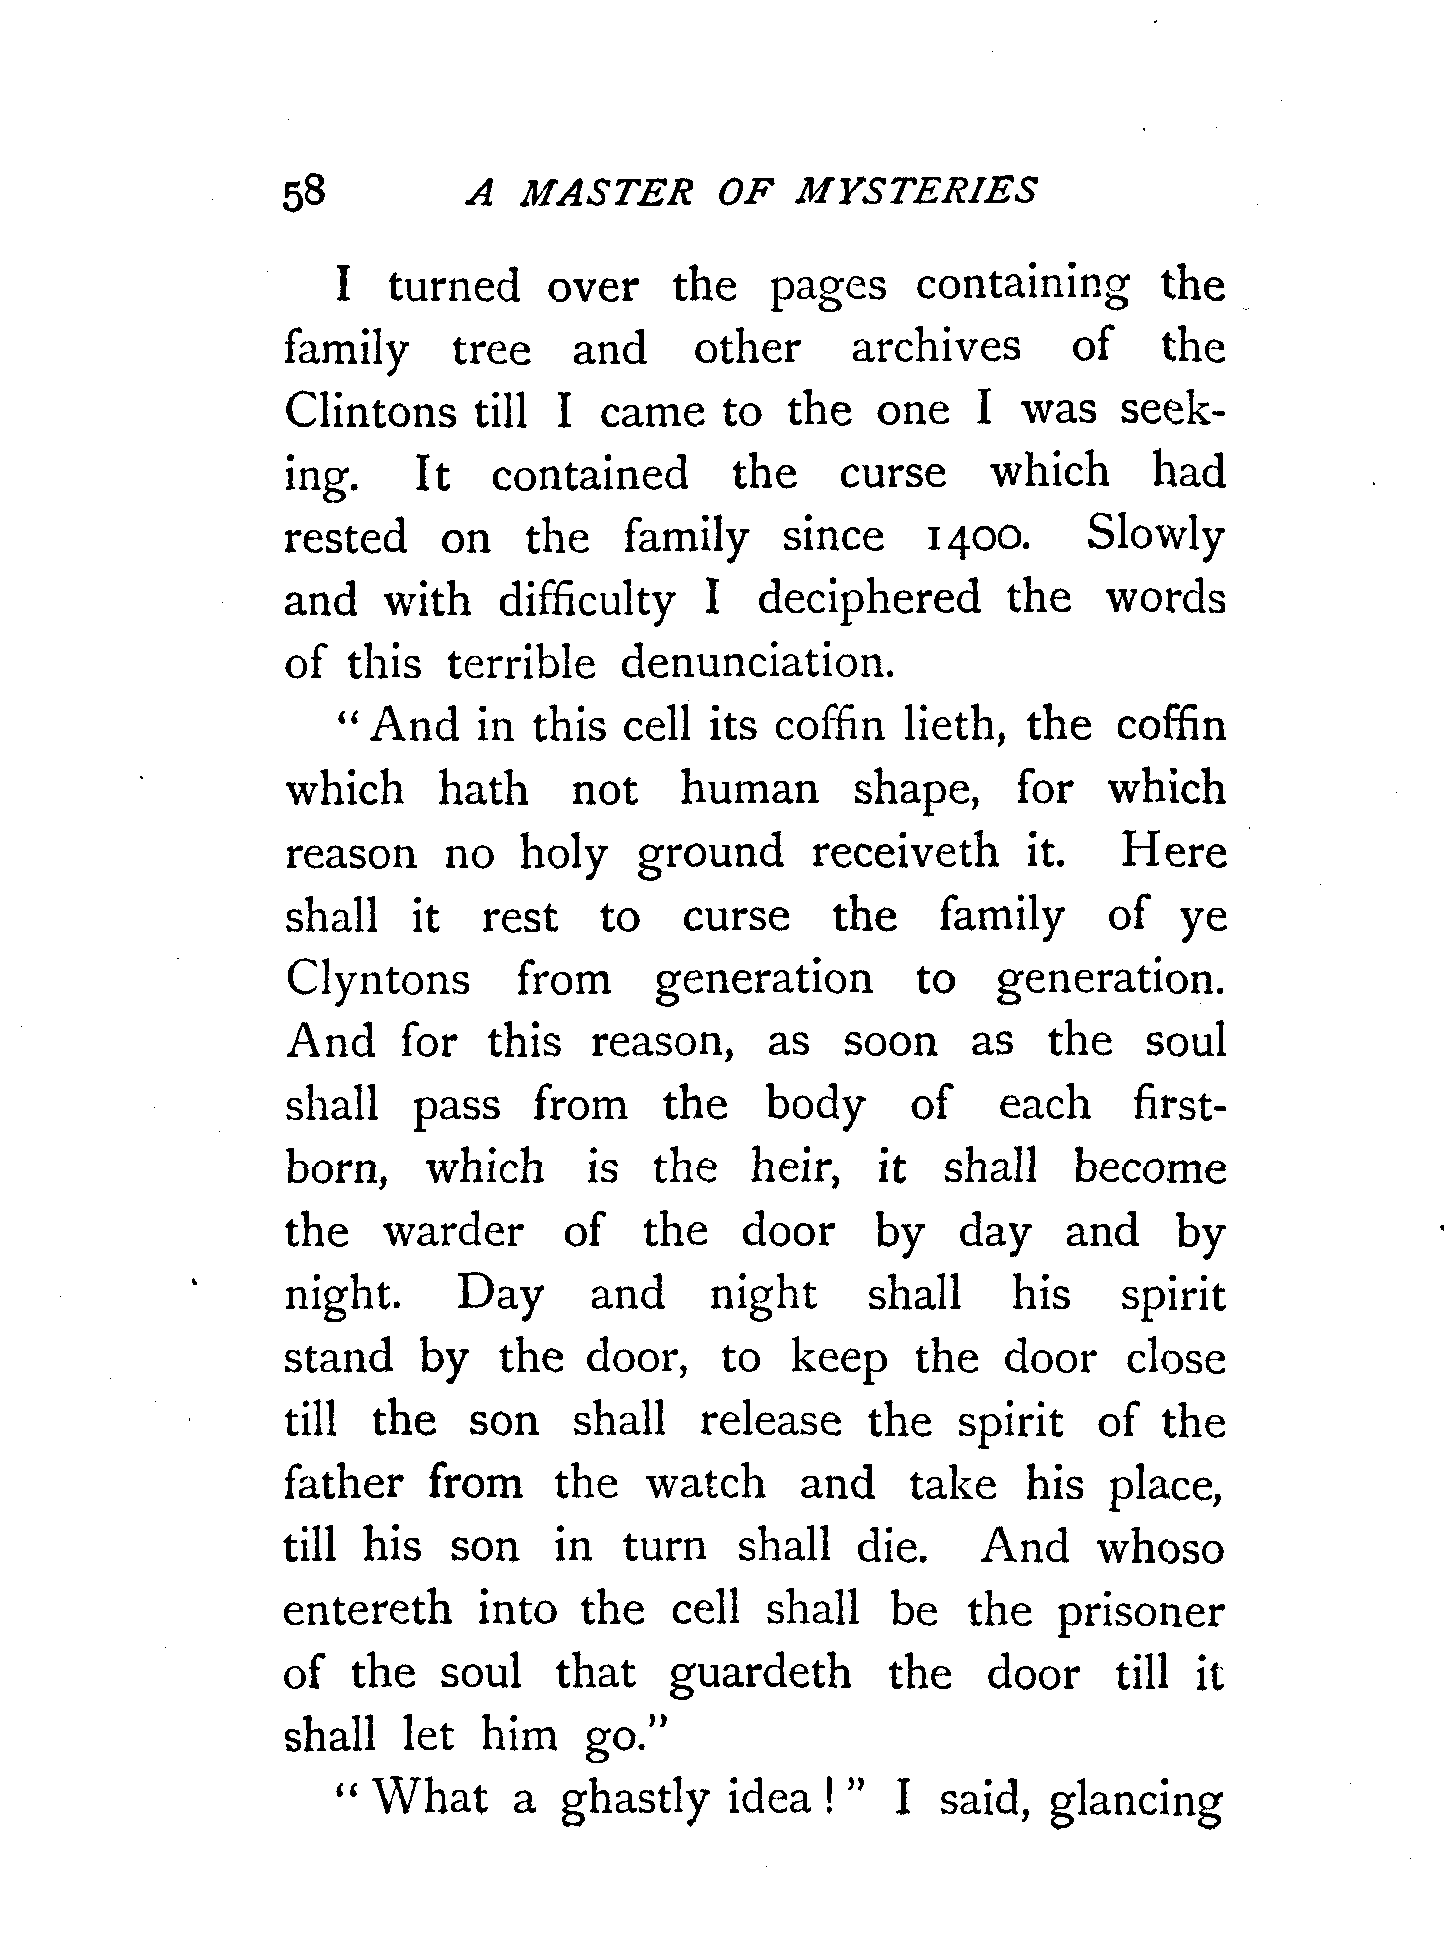 58 A MASTER OF MYSTERIES
I turned over the pages containing the
family tree and other archives of the
Clintons till I came to the one I was seek-
ing. It contained the curse which had
rested on the family since 1400. Slowly
and with difficulty I deciphered the words
of this terrible denunciation.
“ And in this cell its coffin lieth, the coffin
which hath not human shape, for which
reason no holy ground receiveth it. Here
shall it rest to curse the family of ye
Clyntons from generation to generation.
And for this reason, as soon as the soul
shall pass from the body of each first-
born, which is the heir, it shall become
the warder of the door by day and by
night. Day and night shall his spirit
stand by the door, to keep the door close
till the son shall release the spirit of the
father from the watch and take his place,
till his son in turn shall die. And whoso
entereth into the cell shall be the prisoner
of the soul that guardeth the door till it
shall let him go.”
“ What a ghastly idea ! ” I said, glancing